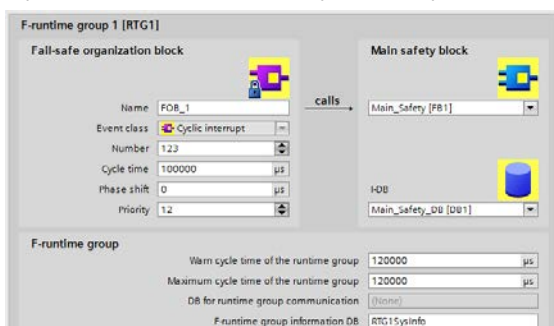 F-runtime group 1 [RTG1]
Fail-safe organization block
Main safety block
calls
Name FOB_1
Main_Safety [FB1]
Event class Cyclic interrupt
Number 123
Cycle time 100000 µs
Phase shift 0 µs
I-DB
Priority 12
Main_Safety_DB [DB1]
F-runtime group
Warn cycle time of the runtime group 120000 µs
Maximum cycle time of the runtime group 120000 µs
DB for runtime group communication (None)
F-runtime group information DB RTG1SysInfo